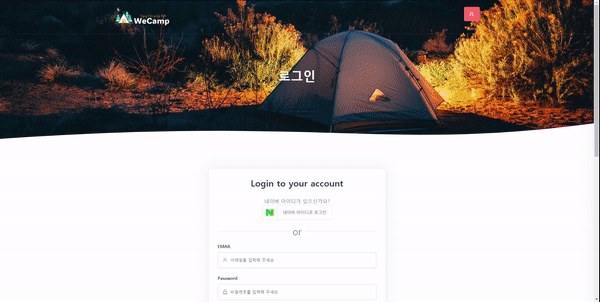 WeCamp
로그인
Login to your account
네이버 아이디가 있으신가요?
네이버 아이디로 로그인
or
EMAIL
이메일을 입력해 주세요
Password
비밀번호를 입력해 주세요